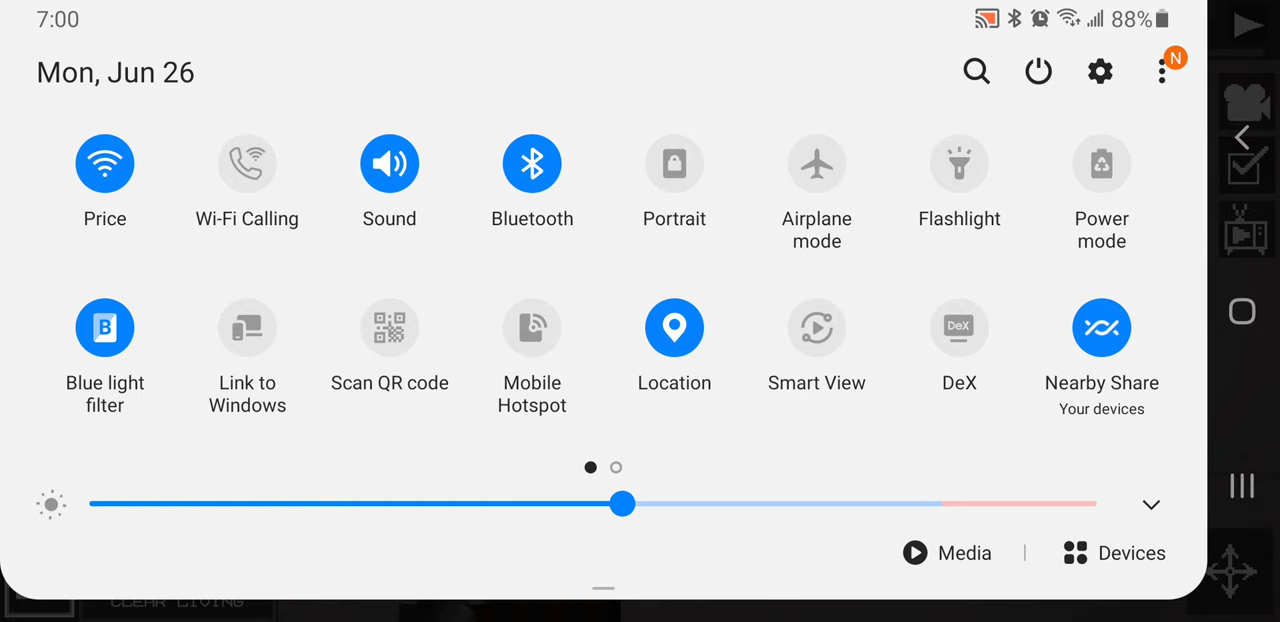 7:00
88%
Mon, Jun 26
N
Price
Wi-Fi Calling
Sound
Bluetooth
Portrait
Airplane
mode
Flashlight
Power
mode
B
Blue light
filter
Link to
Windows
Scan QR code
Mobile
Hotspot
Location
Smart View
DeX
DeX
Nearby Share
Your devices
Media
Devices
CLEAR LIVING